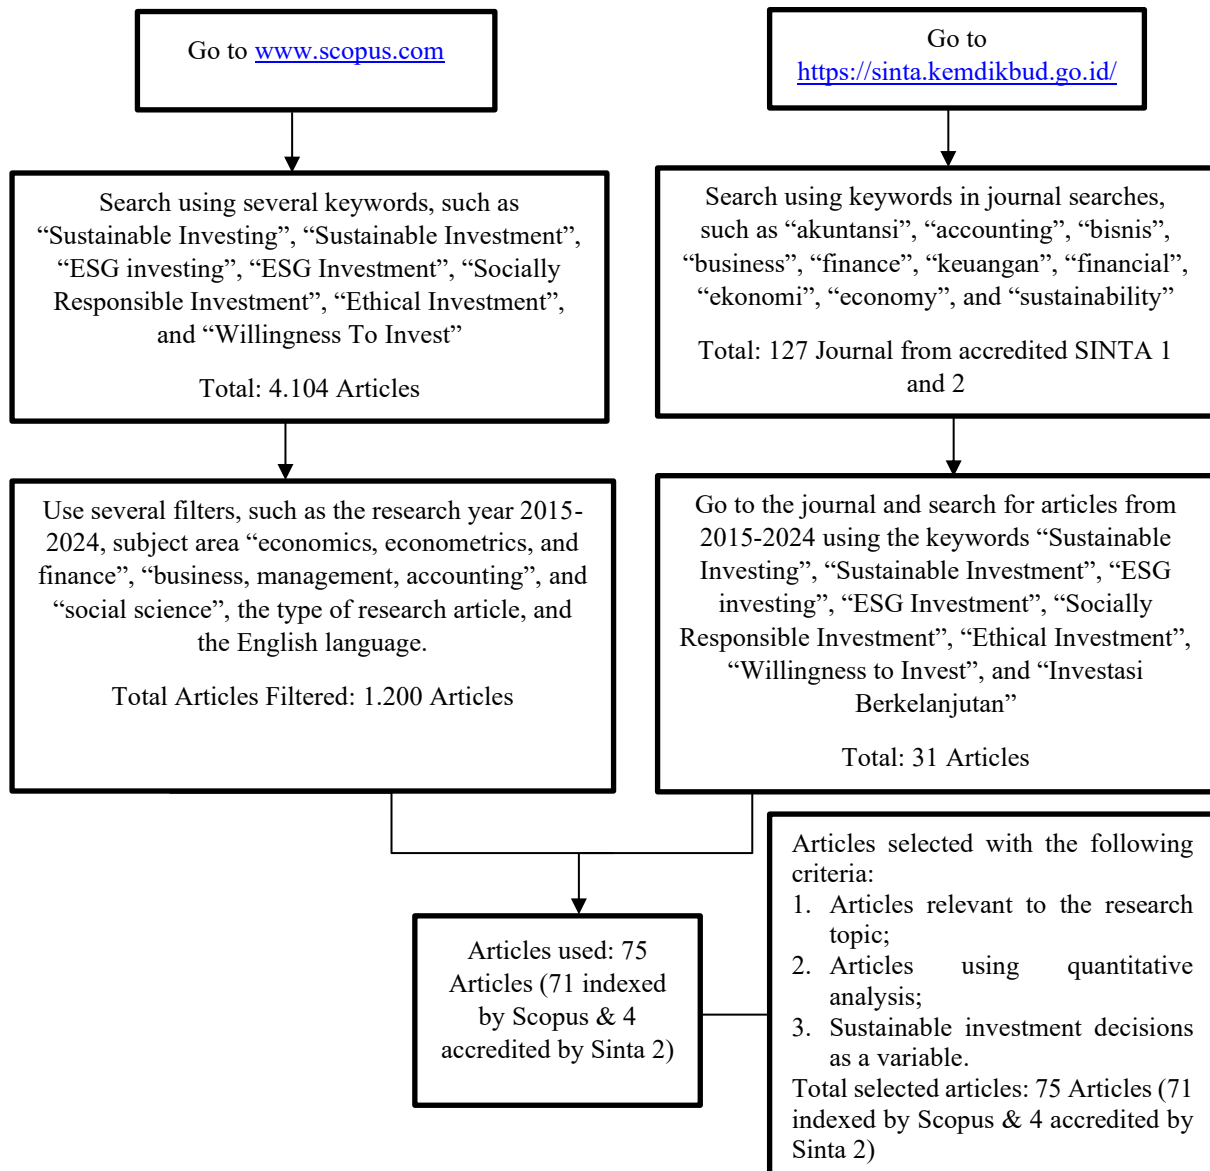 Go to www.scopus.com
Go to
https://sinta.kemdikbud.go.id/
Search using several keywords, such as
“Sustainable Investing”, “Sustainable Investment”,
“ESG investing”, “ESG Investment”, “Socially
Responsible Investment”, “Ethical Investment”,
and “Willingness To Invest”
Total: 4.104 Articles
Search using keywords in journal searches,
such as “akuntansi”, “accounting”, “bisnis”,
“business”, “finance”, “keuangan”, “financial”,
“ekonomi”, “economy”, and “sustainability”
Total: 127 Journal from accredited SINTA 1
and 2
Use several filters, such as the research year 2015-
2024, subject area “economics, econometrics, and
finance”, “business, management, accounting”, and
“social science”, the type of research article, and
the English language.
Total Articles Filtered: 1.200 Articles
Go to the journal and search for articles from
2015-2024 using the keywords “Sustainable
Investing”, “Sustainable Investment”, “ESG
investing”, “ESG Investment”, “Socially
Responsible Investment”, “Ethical Investment”,
“Willingness to Invest”, and “Investasi
Berkelanjutan”
Total: 31 Articles
Articles used: 75
Articles (71 indexed
by Scopus & 4
accredited by Sinta 2)
Articles selected with the following
criteria:
1. Articles relevant to the research
topic;
2. Articles using quantitative
analysis;
3. Sustainable investment decisions
as a variable.
Total selected articles: 75 Articles (71
indexed by Scopus & 4 accredited by
Sinta 2)